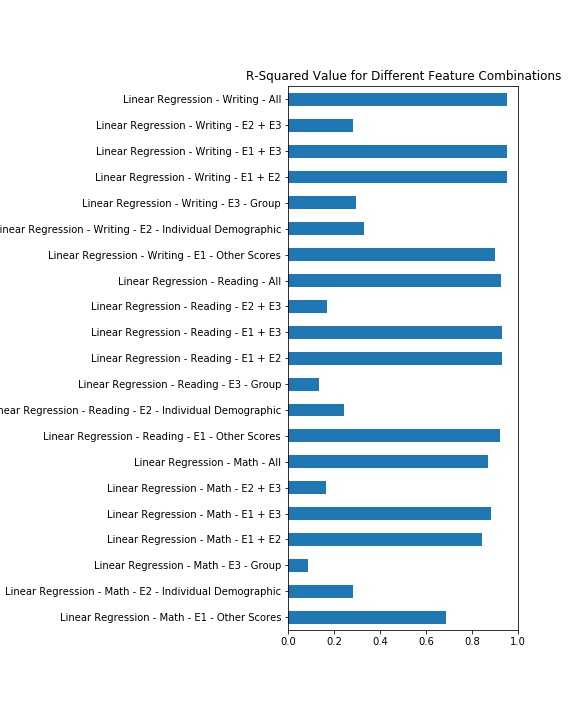 R-Squared Value for Different Feature Combinations
Linear Regression - Writing - All
Linear Regression - Writing - E2 + E3
Linear Regression - Writing - E1 + E3
Linear Regression - Writing - E1 + E2
Linear Regression - Writing - E3 - Group
inear Regression - Writing - E2 - Individual Demographic
Linear Regression - Writing - E1 - Other Scores
Linear Regression - Reading - All
Linear Regression - Reading - E2 + E3
Linear Regression - Reading - E1 + E3
Linear Regression - Reading - E1 + E2
Linear Regression - Reading - E3 - Group
near Regression - Reading - E2 - Individual Demographic
Linear Regression - Reading - E1 - Other Scores
Linear Regression - Math - All
Linear Regression - Math - E2 + E3
Linear Regression - Math - E1 + E3
Linear Regression - Math - E1 + E2
Linear Regression - Math - E3 - Group
Linear Regression - Math - E2 - Individual Demographic
Linear Regression - Math - E1 - Other Scores
0.0 0.2 0.4 0.6 0.8 1.0